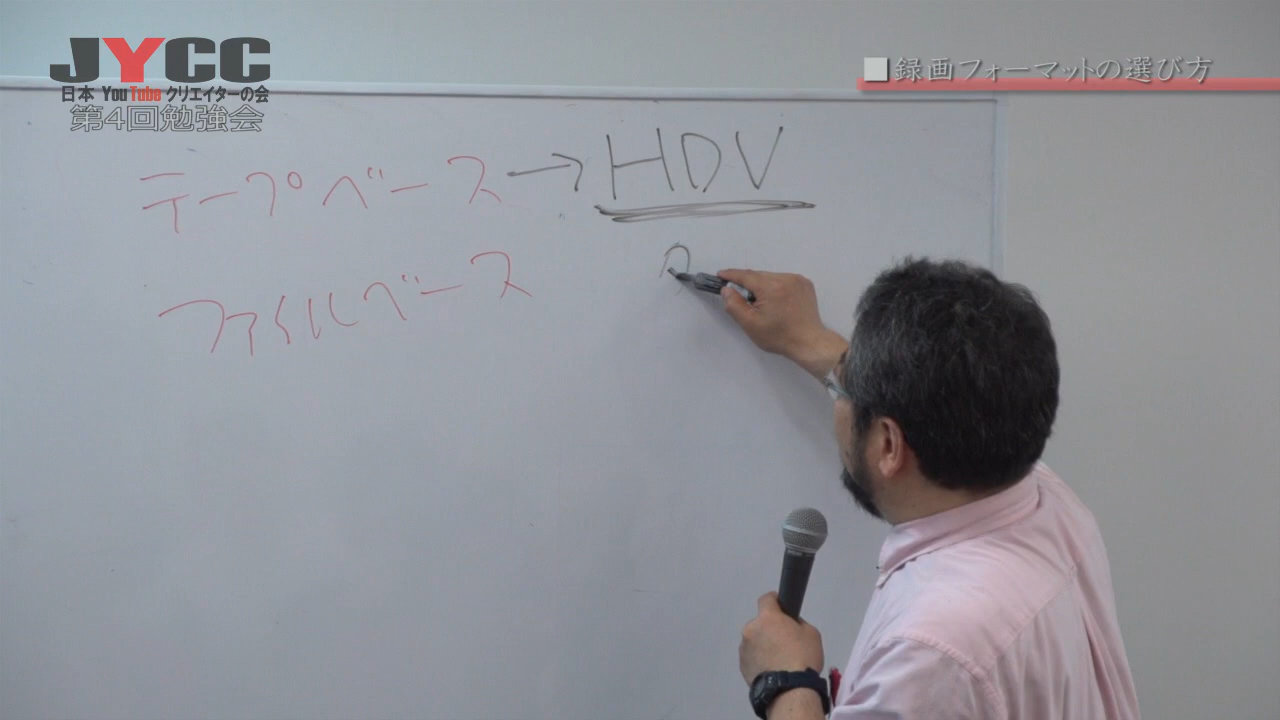 JYCC
日本 YouTube クリエイターの会
第4回勉強会
■録画フォーマットの選び方
テープベース→HDV
ファイルベース